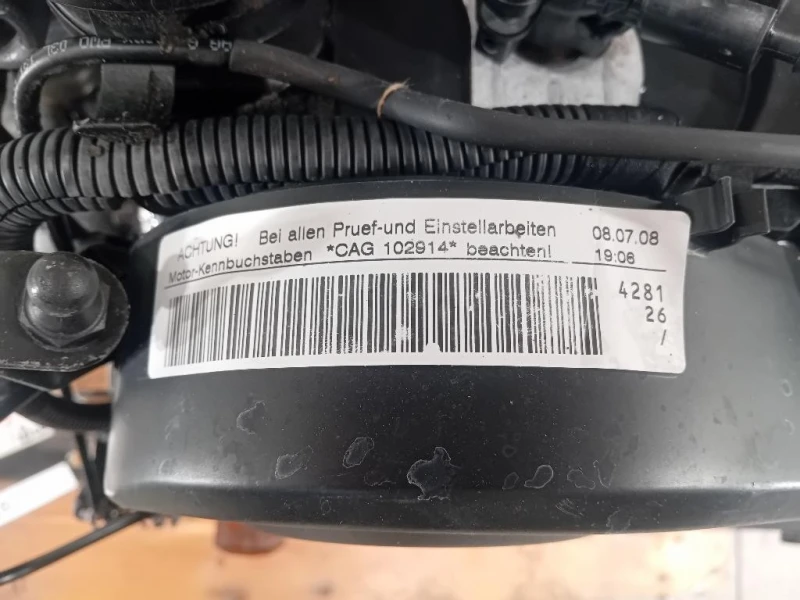 ACHTUNG! Bei allen Pruef-und Einstellarbeiten 08.07.08
Motor-Kennbuchstaben *CAG 102914* beachten! 19:06
4281
26
/